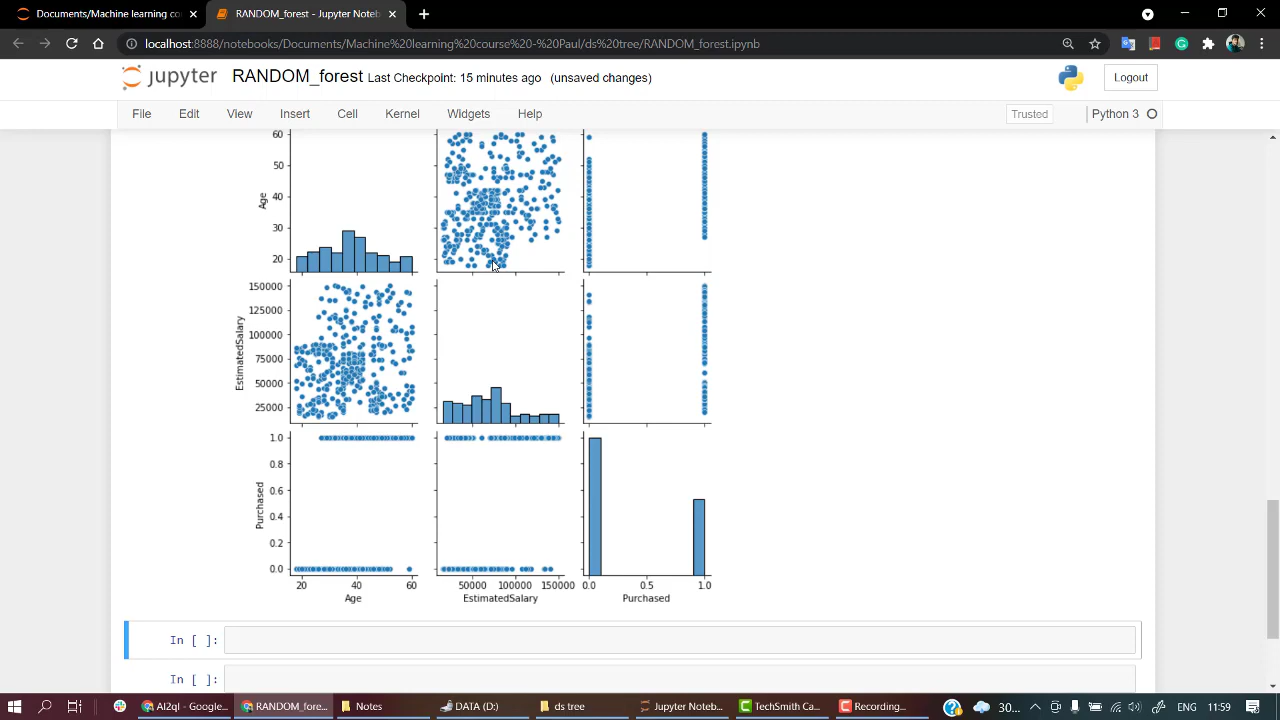 Documents/Machine learning co
RANDOM_forest - Jupyter Noteb
localhost:8888/notebooks/Documents/Machine%20learning%20course%20-%20Paul/ds%20tree/RANDOM_forest.ipynb
jupyter RANDOM_forest Last Checkpoint: 15 minutes ago (unsaved changes)
Logout
File Edit View Insert Cell Kernel Widgets Help
Trusted Python 3
60
50
40
30
20
Age
150000
125000
100000
75000
50000
25000
EstimatedSalary
1.0
0.8
0.6
0.4
0.2
0.0
Purchased
20 40 60 50000 100000 150000 0.0 0.5 1.0
Age EstimatedSalary Purchased
In [ ]:
In [ ]:
AI2ql - Google... RANDOM_fore... Notes DATA (D:) ds tree Jupyter Noteb... TechSmith Ca... Recording... 30... ENG 11:59